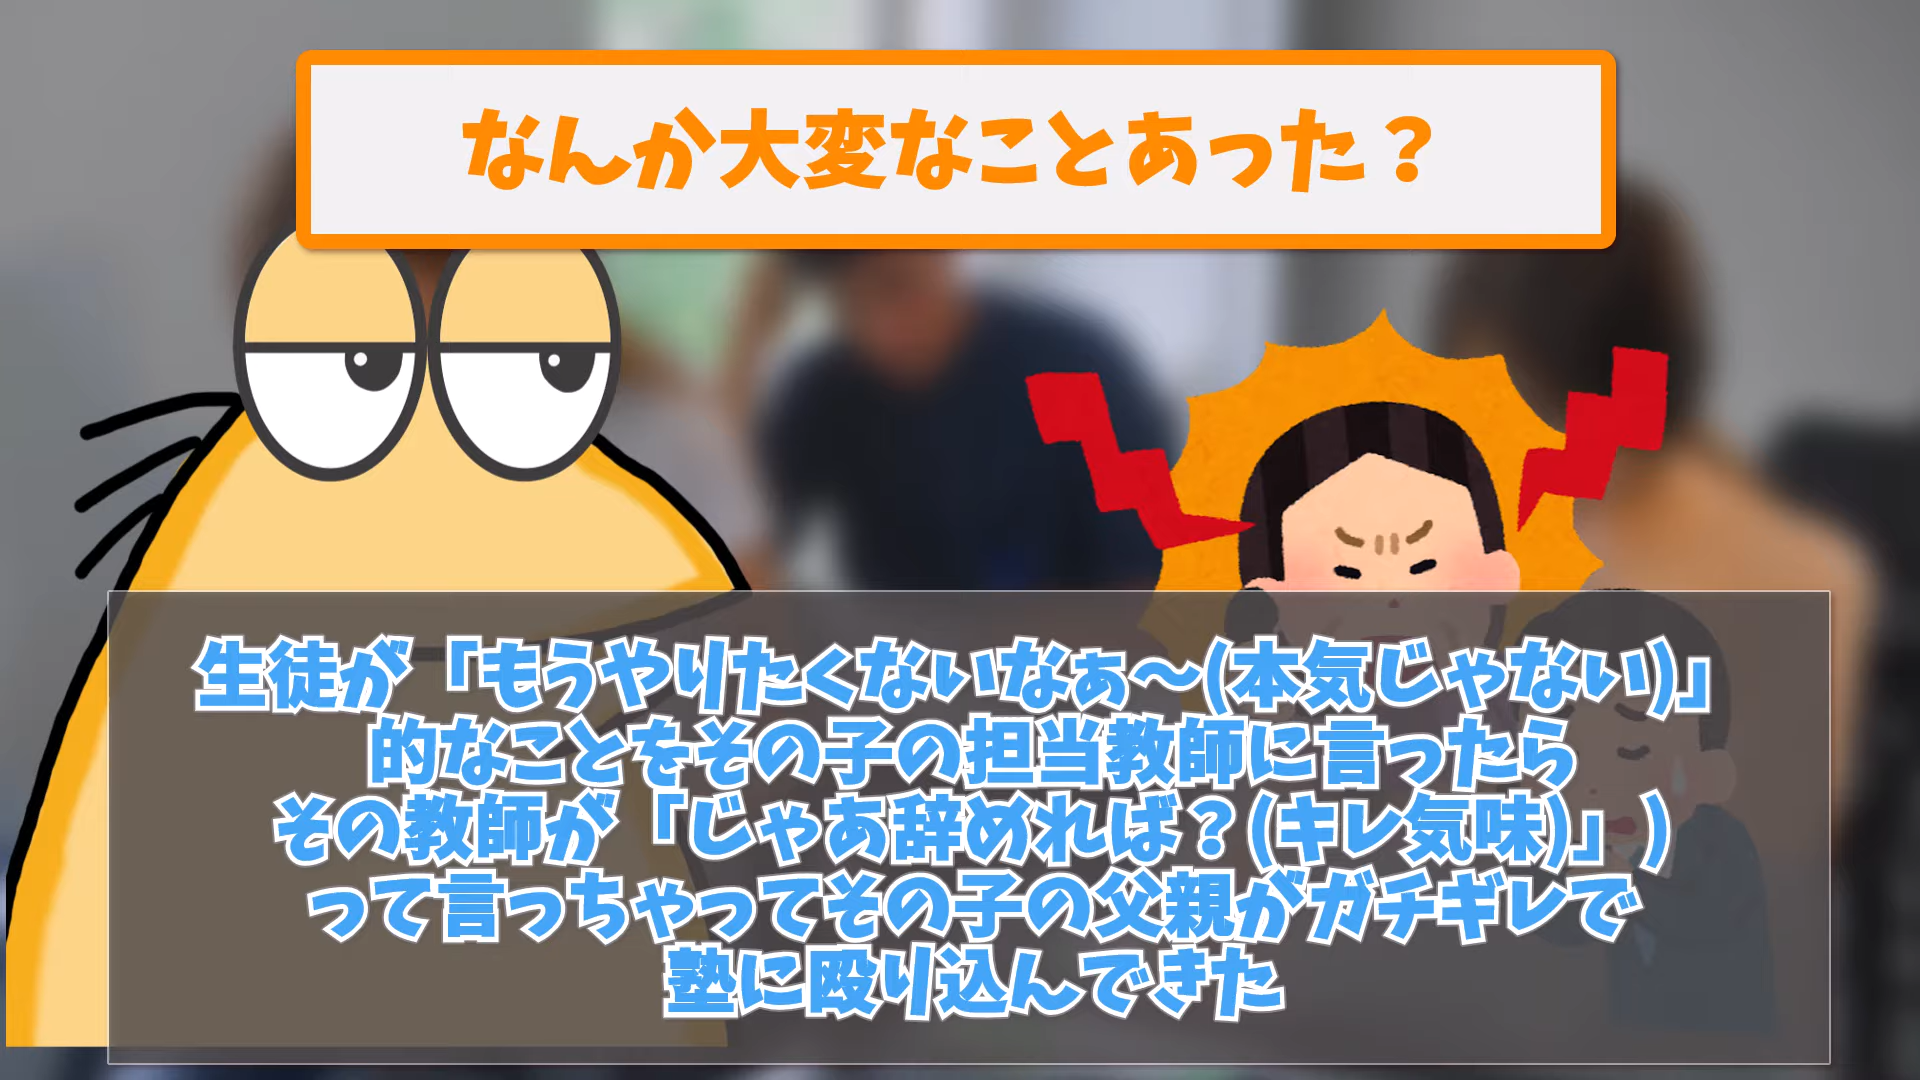 なんか大変なことあった？
生徒が「もうやりたくないなぁ～(本気じゃない)」
的なことをその子の担当教師に言ったら
その教師が「じゃあ辞めれば？(キレ気味)」)
って言っちゃってその子の父親がガチギレで
塾に殴り込んできた